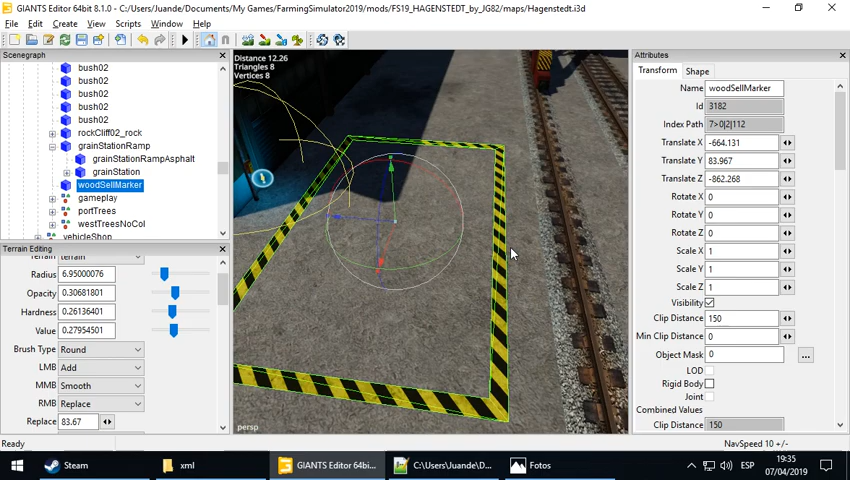 GIANTS Editor 64bit 8.1.0 - C:/Users/Juande/Documents/My Games/FarmingSimulator2019/mods/FS19_HAGENSTEDT_by_JG82/maps/Hagenstedt.i3d
File Edit Create View Scripts Window Help
Scenegraph
bush02
bush02
bush02
bush02
bush02
rockCliff02_rock
grainStationRamp
grainStationRampAsphalt
grainStation
woodSellMarker
gameplay
portTrees
westTreesNoCol
vehicleShop
Terrain Editing
Terrain terrain
Radius 6.95000076
Opacity 0.30681801
Hardness 0.26136401
Value 0.27954501
Brush Type Round
LMB Add
MMB Smooth
RMB Replace
Replace 83.67
Distance 12.26
Triangles 8
Vertices 8
persp
Attributes
Transform Shape
Name woodSellMarker
Id 3182
Index Path 7>0|2|112
Translate X -664.131
Translate Y 83.967
Translate Z -862.268
Rotate X 0
Rotate Y 0
Rotate Z 0
Scale X 1
Scale Y 1
Scale Z 1
Visibility
Clip Distance 150
Min Clip Distance 0
Object Mask 0 ...
LOD
Rigid Body
Joint
Combined Values
Clip Distance 150
Ready
NavSpeed 10 +/-
Steam
xml
GIANTS Editor 64bit...
C:\Users\Juande\D...
Fotos
ESP
19:35
07/04/2019